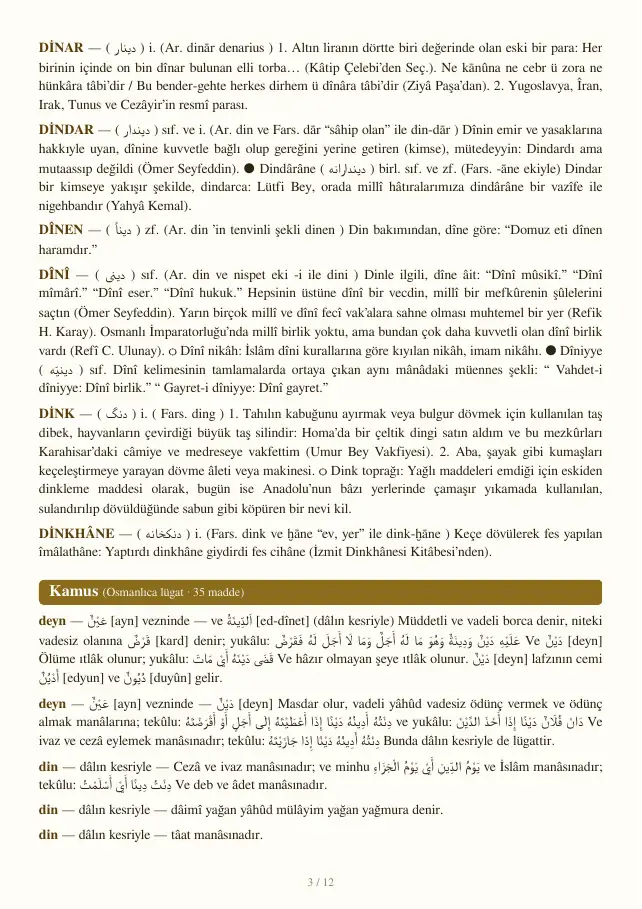 DİNAR — ( دينار ) i. (Ar. dinār denarius ) 1. Altın liranın dörtte biri değerinde olan eski bir para: Her
birinin içinde on bin dînar bulunan elli torba… (Kâtip Çelebi’den Seç.). Ne kānûna ne cebr ü zora ne
hünkâra tâbi’dir / Bu bender-gehte herkes dirhem ü dînâra tâbi’dir (Ziyâ Paşa’dan). 2. Yugoslavya, Îran,
Irak, Tunus ve Cezâyir’in resmî parası.
DİNDAR — ( ديندار ) sıf. ve i. (Ar. din ve Fars. dār “sâhip olan” ile din-dār ) Dînin emir ve yasaklarına
hakkıyle uyan, dînine kuvvetle bağlı olup gereğini yerine getiren (kimse), mütedeyyin: Dindardı ama
mutaassıp değildi (Ömer Seyfeddin). ● Dindârâne ( ديندارانه ) birl. sıf. ve zf. (Fars. -āne ekiyle) Dindar
bir kimseye yakışır şekilde, dindarca: Lütfi Bey, orada millî hâtıralarımıza dindârâne bir vazîfe ile
nigehbandır (Yahyâ Kemal).
DÎNEN — ( ديناً ) zf. (Ar. din ’in tenvinli şekli dinen ) Din bakımından, dîne göre: “Domuz eti dînen
haramdır.”
DÎNÎ — ( دينى ) sıf. (Ar. din ve nispet eki -i ile dini ) Dinle ilgili, dîne âit: “Dînî mûsikî.” “Dînî
mîmârî.” “Dînî eser.” “Dînî hukuk.” Hepsinin üstüne dînî bir vecdin, millî bir mefkûrenin şûlelerini
saçtın (Ömer Seyfeddin). Yarın birçok millî ve dînî fecî vak’alara sahne olması muhtemel bir yer (Refik
H. Karay). Osmanlı İmparatorluğu’nda millî birlik yoktu, ama bundan çok daha kuvvetli olan dînî birlik
vardı (Refî C. Ulunay). o Dînî nikâh: İslâm dîni kurallarına göre kıyılan nikâh, imam nikâhı. ● Dîniyye
( دينيّه ) sıf. Dînî kelimesinin tamlamalarda ortaya çıkan aynı mânâdaki müennes şekli: “ Vahdet-i
dîniyye: Dînî birlik.” “ Gayret-i dîniyye: Dînî gayret.”
DİNK — ( دنگ ) i. ( Fars. ding ) 1. Tahılın kabuğunu ayırmak veya bulgur dövmek için kullanılan taş
dibek, hayvanların çevirdiği büyük taş silindir: Homa’da bir çeltik dingi satın aldım ve bu mezkûrları
Karahisar’daki câmiye ve medreseye vakfettim (Umur Bey Vakfiyesi). 2. Aba, şayak gibi kumaşları
keçeleştirmeye yarayan dövme âleti veya makinesi. o Dink toprağı: Yağlı maddeleri emdiği için eskiden
dinkleme maddesi olarak, bugün ise Anadolu’nun bâzı yerlerinde çamaşır yıkamada kullanılan,
sulandırılıp dövüldüğünde sabun gibi köpüren bir nevi kil.
DİNKHÂNE — ( دنكخانه ) i. (Fars. dink ve ḫāne “ev, yer” ile dink-ḫāne ) Keçe dövülerek fes yapılan
îmâlathâne: Yaptırdı dinkhâne giydirdi fes cihâne (İzmit Dinkhânesi Kitâbesi’nden).
Kamus (Osmanlıca lügat · 35 madde)
deyn — عَيْنٌ [ayn] vezninde — ve اَلدِّينَةُ [ed-dînet] (dâlın kesriyle) Müddetli ve vadeli borca denir, niteki
vadesiz olanına قَرْضٌ [kard] denir; yukâlu: عَلَيْهِ دَيْنٌ وَدِينَةٌ وَهُوَ مَا لَهُ أَجَلٌ وَمَا لَا أَجَلَ لَهُ فَقَرْضٌ Ve دَيْنٌ [deyn]
Ölüme ıtlâk olunur; yukâlu: قَضَى دَيْنَهُ أَيْ مَاتَ Ve hâzır olmayan şeye ıtlâk olunur. دَيْنٌ [deyn] lafzının cemi
أَدْيُنٌ [edyun] ve دُيُونٌ [duyûn] gelir.
deyn — عَيْنٌ [ayn] vezninde — دَيْنٌ [deyn] Masdar olur, vadeli yâhûd vadesiz ödünç vermek ve ödünç
almak manâlarına; tekûlu: دِنْتُهُ أَدِينُهُ دَيْنًا إِذَا أَعْطَيْتَهُ إِلَى أَجَلٍ أَوْ أَقْرَضْتَهُ ve yukâlu: دَانَ فُلَانٌ دَيْنًا إِذَا أَخَذَ الدَّيْنَ Ve
ivaz ve cezâ eylemek manâsınadır; tekûlu: دِنْتُهُ أَدِينُهُ دَيْنًا إِذَا جَازَيْتَهُ Bunda dâlın kesriyle de lügattir.
din — dâlın kesriyle — Cezâ ve ivaz manâsınadır; ve minhu يَوْمُ الدِّينِ أَيْ يَوْمُ الْجَزَاءِ ve İslâm manâsınadır;
tekûlu: دِنْتُ دِينًا أَيْ أَسْلَمْتُ Ve deb ve âdet manâsınadır.
din — dâlın kesriyle — dâimî yağan yâhûd mülâyim yağan yağmura denir.
din — dâlın kesriyle — tâat manâsınadır.
3 / 12